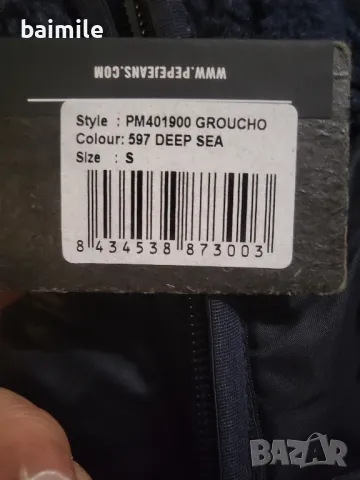 baimile
WWW.PEPEJEANS.COM
Style : PM401900 GROUCHO
Colour: 597 DEEP SEA
Size : S
8 434538 873003
BAZAR